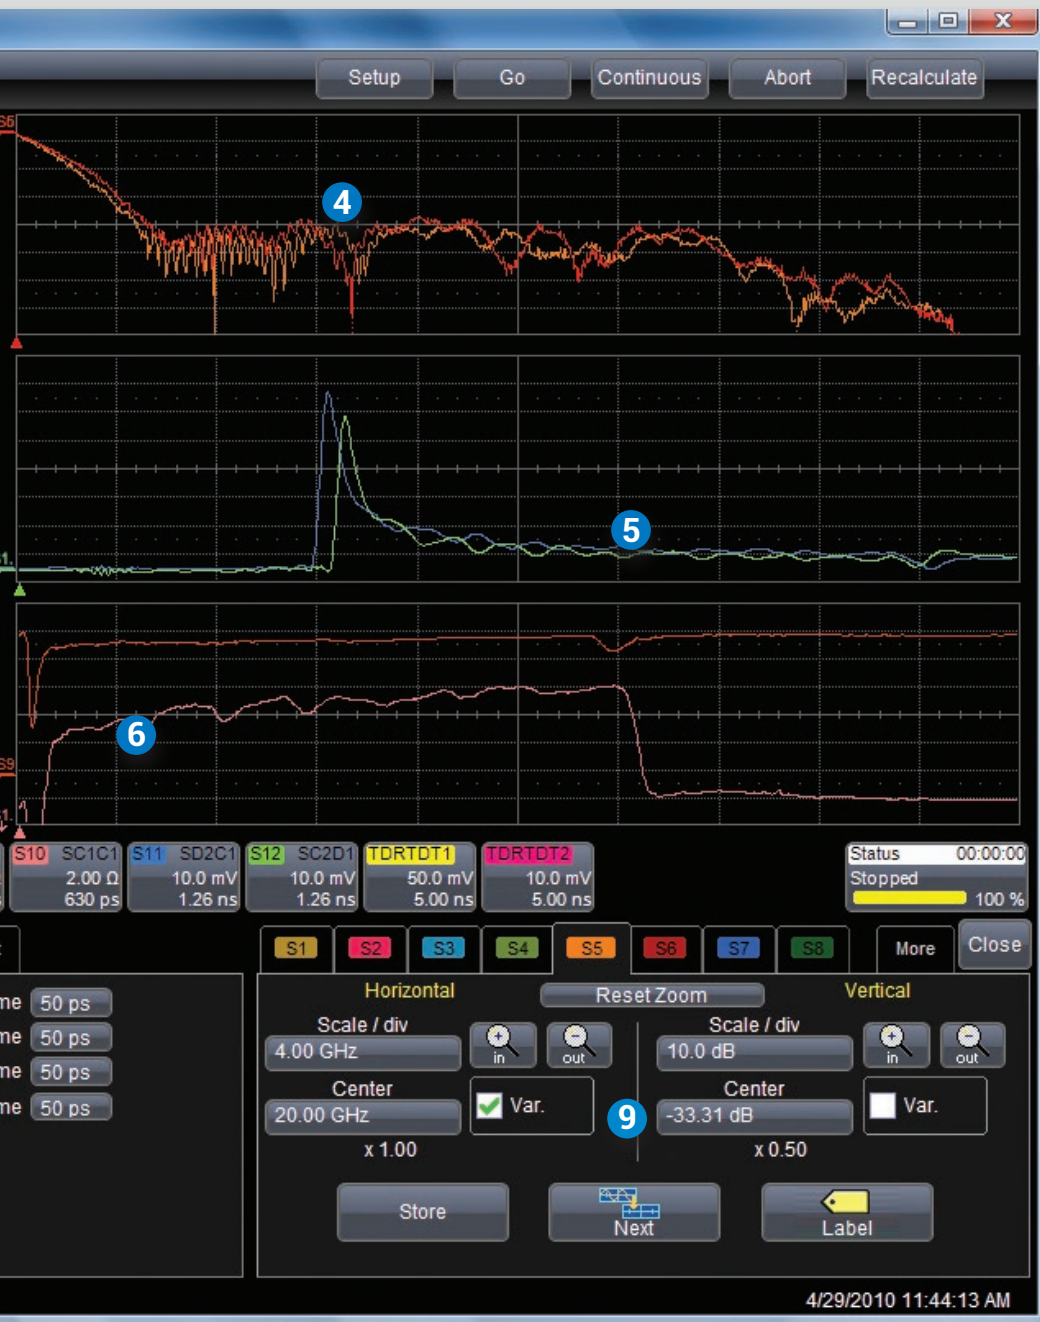 Setup Go Continuous Abort Recalculate
S6
4
5
6
S9
S10 SC1C1 S11 SD2C1 S12 SC2D1 TDRTDT1 TDRTDT2 Status 00:00:00
2.00 Ω 10.0 mV 10.0 mV 50.0 mV 10.0 mV Stopped
630 ps 1.26 ns 1.26 ns 5.00 ns 5.00 ns 100 %
S1 S2 S3 S4 S5 S6 S7 S8 More Close
Horizontal Reset Zoom Vertical
me 50 ps
Scale / div Scale / div
me 50 ps
4.00 GHz in out 10.0 dB in out
me 50 ps
Center Center
me 50 ps
20.00 GHz Var. 9 -33.31 dB Var.
x 1.00 x 0.50
Store Next Label
4/29/2010 11:44:13 AM